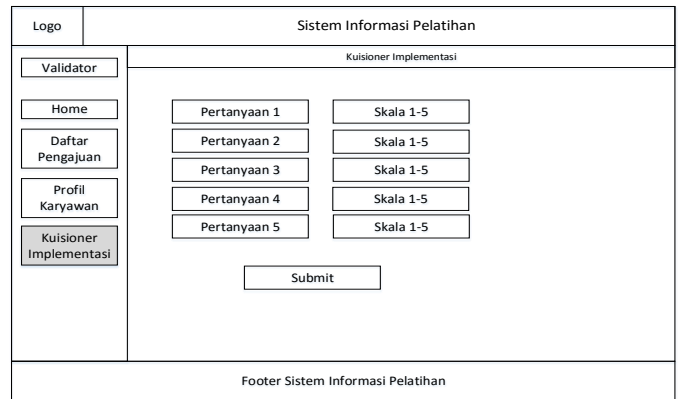 Logo
Sistem Informasi Pelatihan
Validator
Home
Daftar
Pengajuan
Profil
Karyawan
Kuisioner
Implementasi
Kuisioner Implementasi
Pertanyaan 1
Skala 1-5
Pertanyaan 2
Skala 1-5
Pertanyaan 3
Skala 1-5
Pertanyaan 4
Skala 1-5
Pertanyaan 5
Skala 1-5
Submit
Footer Sistem Informasi Pelatihan